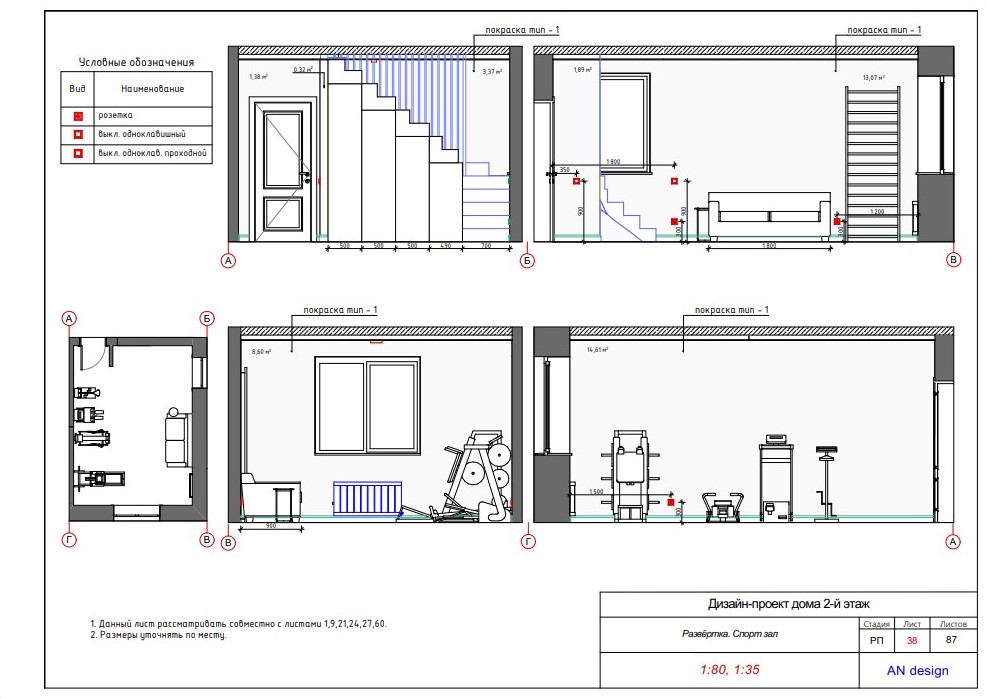 покраска тип - 1
покраска тип - 1
Условные обозначения
Вид
Наименование
розетка
выкл. одноклавишный
выкл. одноклав. проходной
1,38 м²
0,32 м²
3,37 м²
500
500
500
490
700
А
Б
1,89 м²
13,07 м²
1 800
350
900
900
300
1 200
300
1 800
В
покраска тип - 1
покраска тип - 1
А
Б
Г
В
8,60 м²
900
В
Г
14,61 м²
1 500
300
А
1. Данный лист рассматривать совместно с листами 1,9,21,24,27,60.
2. Размеры уточнять по месту.
Дизайн-проект дома 2-й этаж
Развёртка. Спорт зал
Стадия
Лист
Листов
РП
38
87
1:80, 1:35
AN design